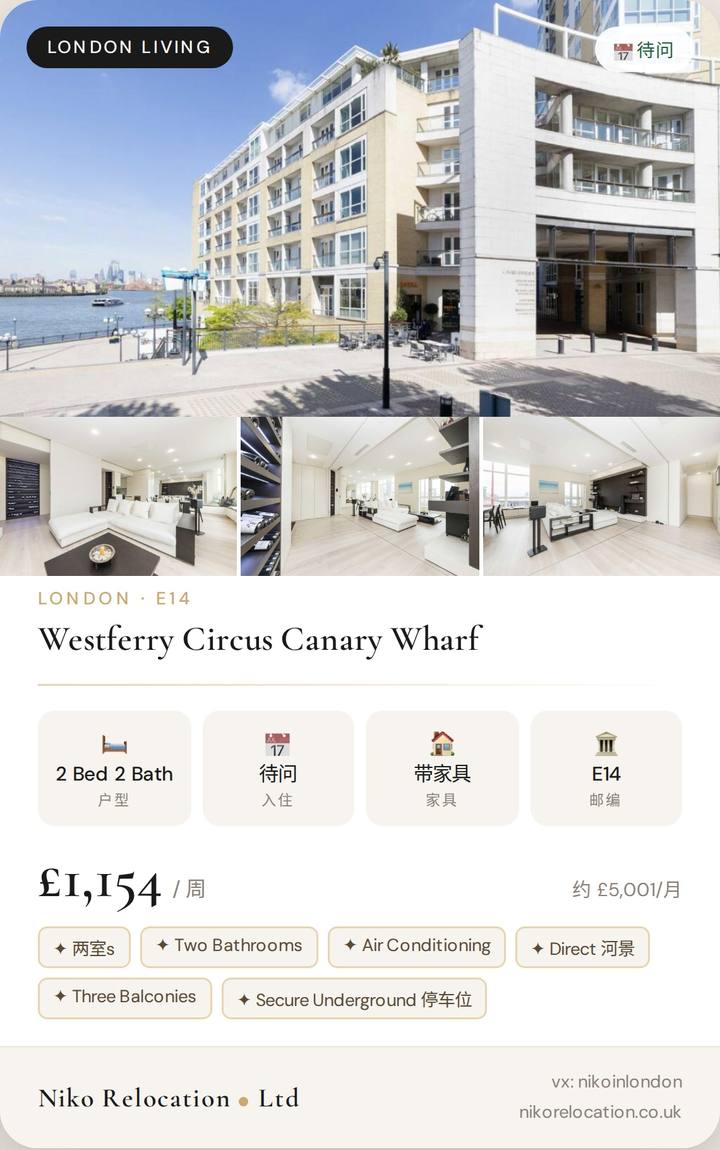 LONDON LIVING
📅 待问
LONDON · E14
Westferry Circus Canary Wharf
2 Bed 2 Bath
户型
待问
入住
带家具
家具
E14
邮编
£1,154 / 周
约 £5,001/月
✦ 两室s
✦ Two Bathrooms
✦ Air Conditioning
✦ Direct 河景
✦ Three Balconies
✦ Secure Underground 停车位
Niko Relocation • Ltd
vx: nikoinlondon
nikorelocation.co.uk